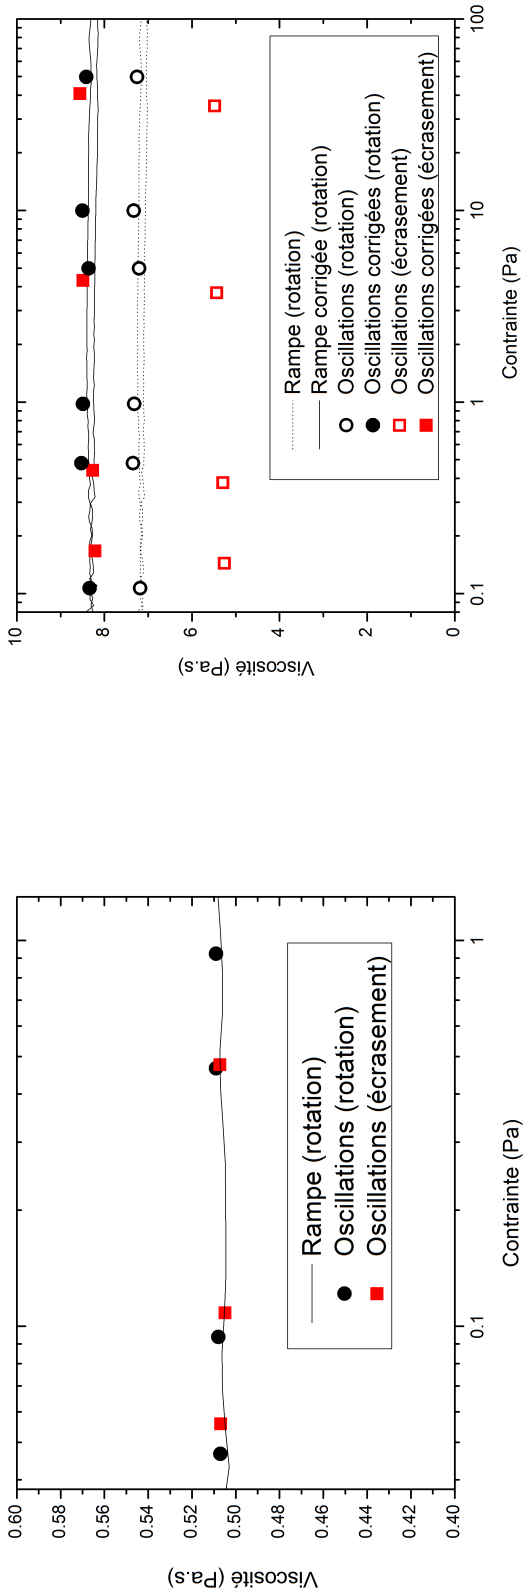 Viscosité (Pa.s)
0.60
0.58
0.56
0.54
0.52
0.50
0.48
0.46
0.44
0.42
0.40
Rampe (rotation)
Oscillations (rotation)
Oscillations (écrasement)
0.1
1
Contrainte (Pa)
Viscosité (Pa.s)
10
8
6
4
2
0
Rampe (rotation)
Rampe corrigée (rotation)
Oscillations (rotation)
Oscillations corrigées (rotation)
Oscillations (écrasement)
Oscillations corrigées (écrasement)
0.1
1
10
100
Contrainte (Pa)